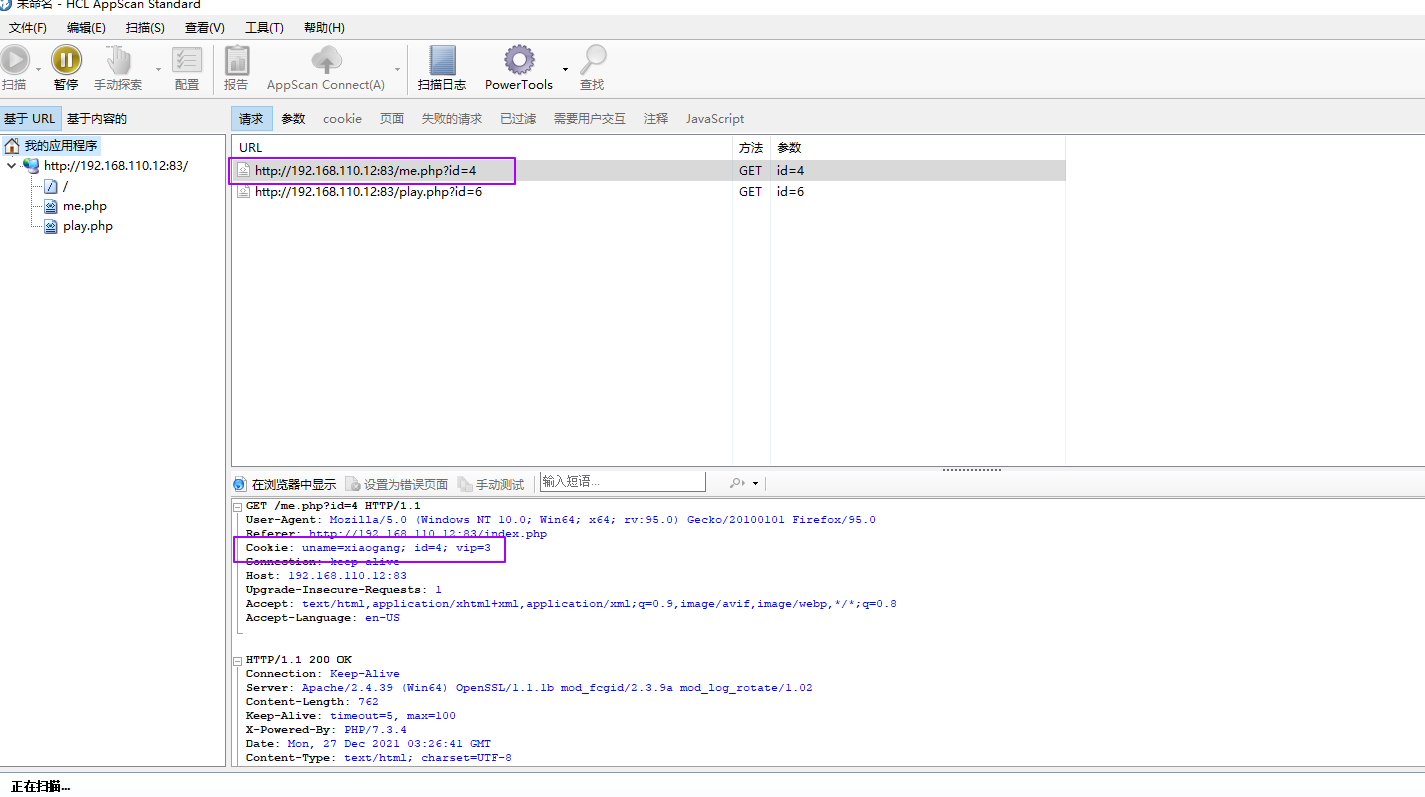 未命名 - HCL AppScan Standard
文件(F) 编辑(E) 扫描(S) 查看(V) 工具(T) 帮助(H)
扫描 暂停 手动探索 配置 报告 AppScan Connect(A) 扫描日志 PowerTools 查找
基于 URL 基于内容的
请求 参数 cookie 页面 失败的请求 已过滤 需要用户交互 注释 JavaScript
我的应用程序
http://192.168.110.12:83/
/
me.php
play.php
URL 方法 参数
http://192.168.110.12:83/me.php?id=4 GET id=4
http://192.168.110.12:83/play.php?id=6 GET id=6
在浏览器中显示 设置为错误页面 手动测试 输入短语...
GET /me.php?id=4 HTTP/1.1
User-Agent: Mozilla/5.0 (Windows NT 10.0; Win64; x64; rv:95.0) Gecko/20100101 Firefox/95.0
Referer: http://192.168.110.12:83/index.php
Cookie: uname=xiaogang; id=4; vip=3
Connection: keep-alive
Host: 192.168.110.12:83
Upgrade-Insecure-Requests: 1
Accept: text/html,application/xhtml+xml,application/xml;q=0.9,image/avif,image/webp,*/*;q=0.8
Accept-Language: en-US
HTTP/1.1 200 OK
Connection: Keep-Alive
Server: Apache/2.4.39 (Win64) OpenSSL/1.1.1b mod_fcgid/2.3.9a mod_log_rotate/1.02
Content-Length: 762
Keep-Alive: timeout=5, max=100
X-Powered-By: PHP/7.3.4
Date: Mon, 27 Dec 2021 03:26:41 GMT
Content-Type: text/html; charset=UTF-8
正在扫描...